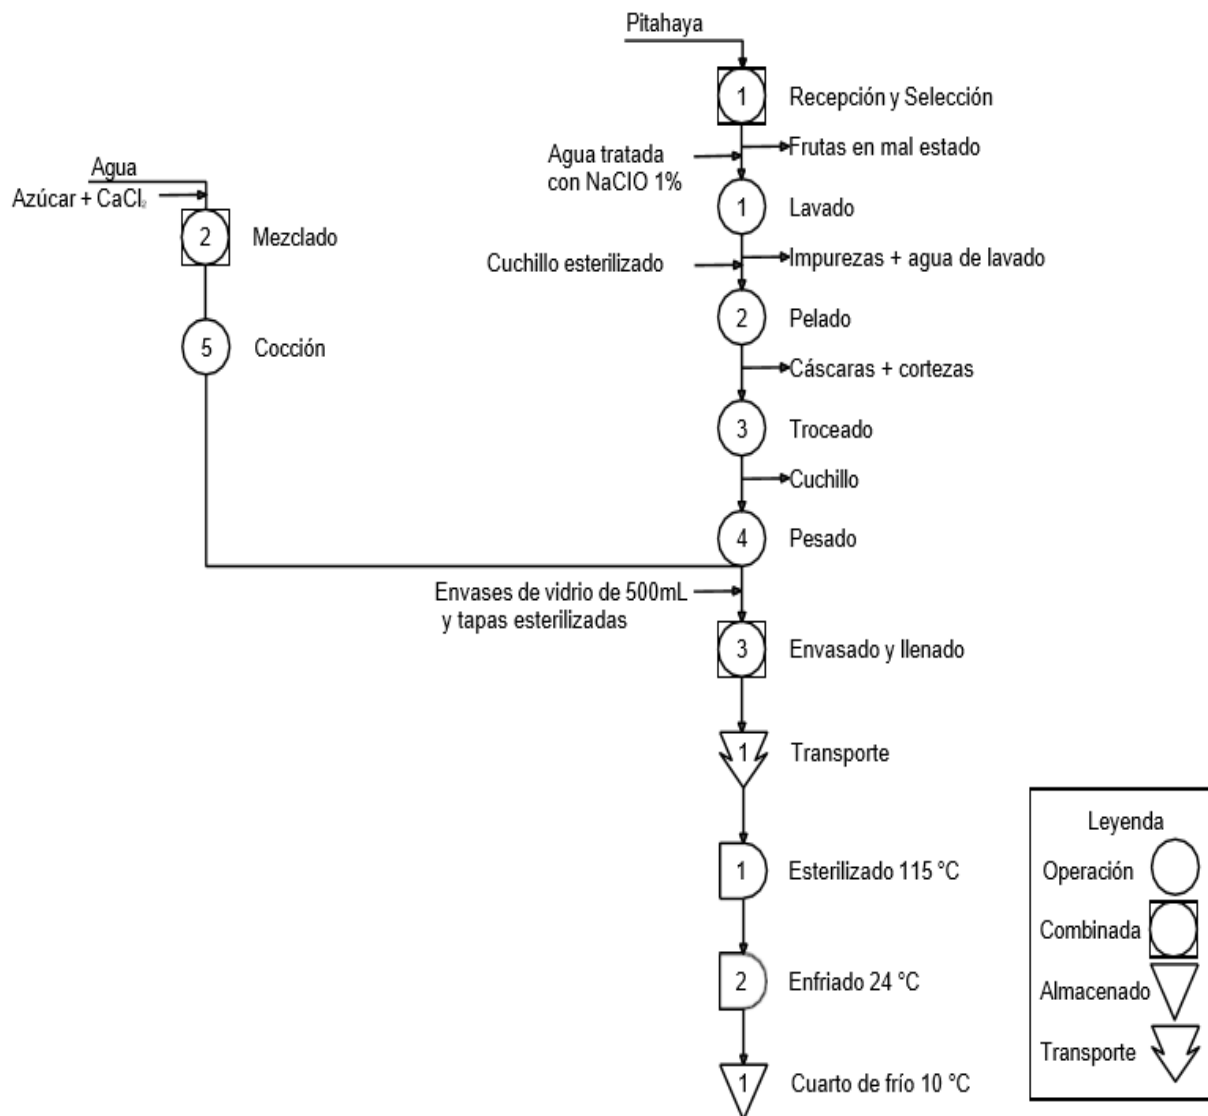 Pitahaya
1
Recepción y Selección
Frutas en mal estado
Agua tratada
con NaClO 1%
1
Lavado
Agua
Azúcar + CaCl₂
2
Mezclado
Impurezas + agua de lavado
Cuchillo esterilizado
2
Pelado
5
Cocción
Cáscaras + cortezas
3
Troceado
Cuchillo
4
Pesado
Envases de vidrio de 500mL
y tapas esterilizadas
3
Envasado y llenado
1
Transporte
1
Esterilizado 115 °C
2
Enfriado 24 °C
1
Cuarto de frío 10 °C
Leyenda
Operación
Combinada
Almacenado
Transporte